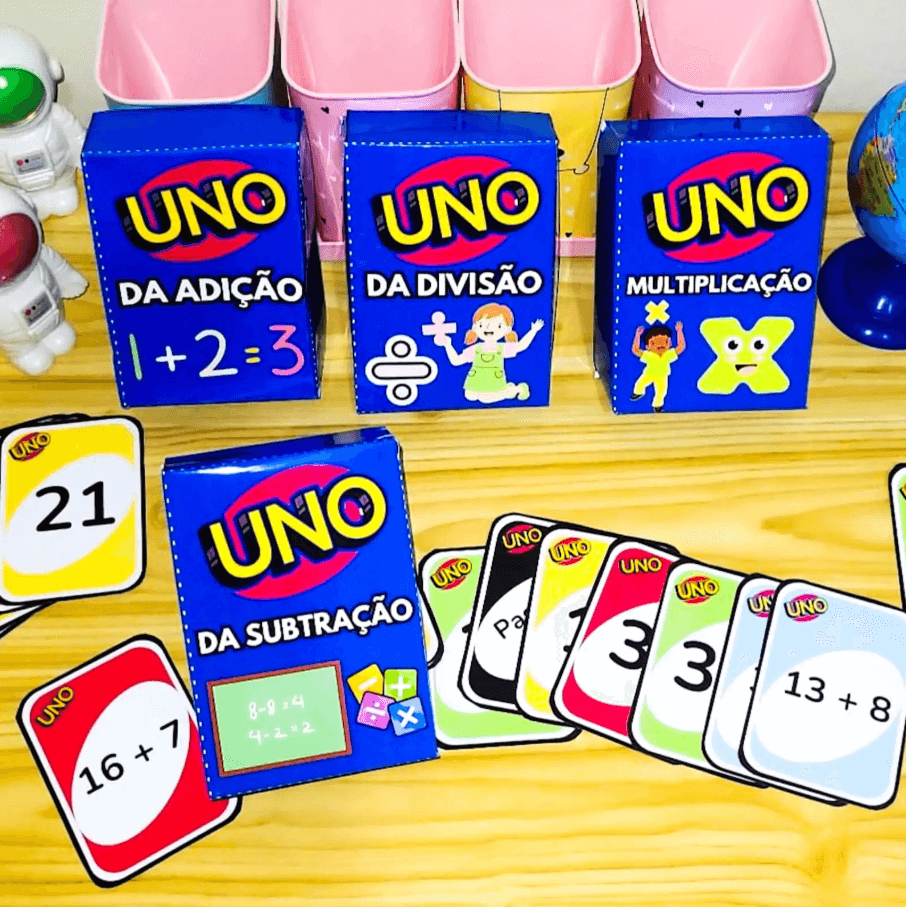 UNO
DA ADIÇÃO
1+2=3
UNO
DA DIVISÃO
UNO
MULTIPLICAÇÃO
UNO
21
UNO
DA SUBTRAÇÃO
8-8=4
4-2=2
UNO
16 + 7
UNO
UNO
UNO
UNO
3
UNO
3
UNO
13 + 8